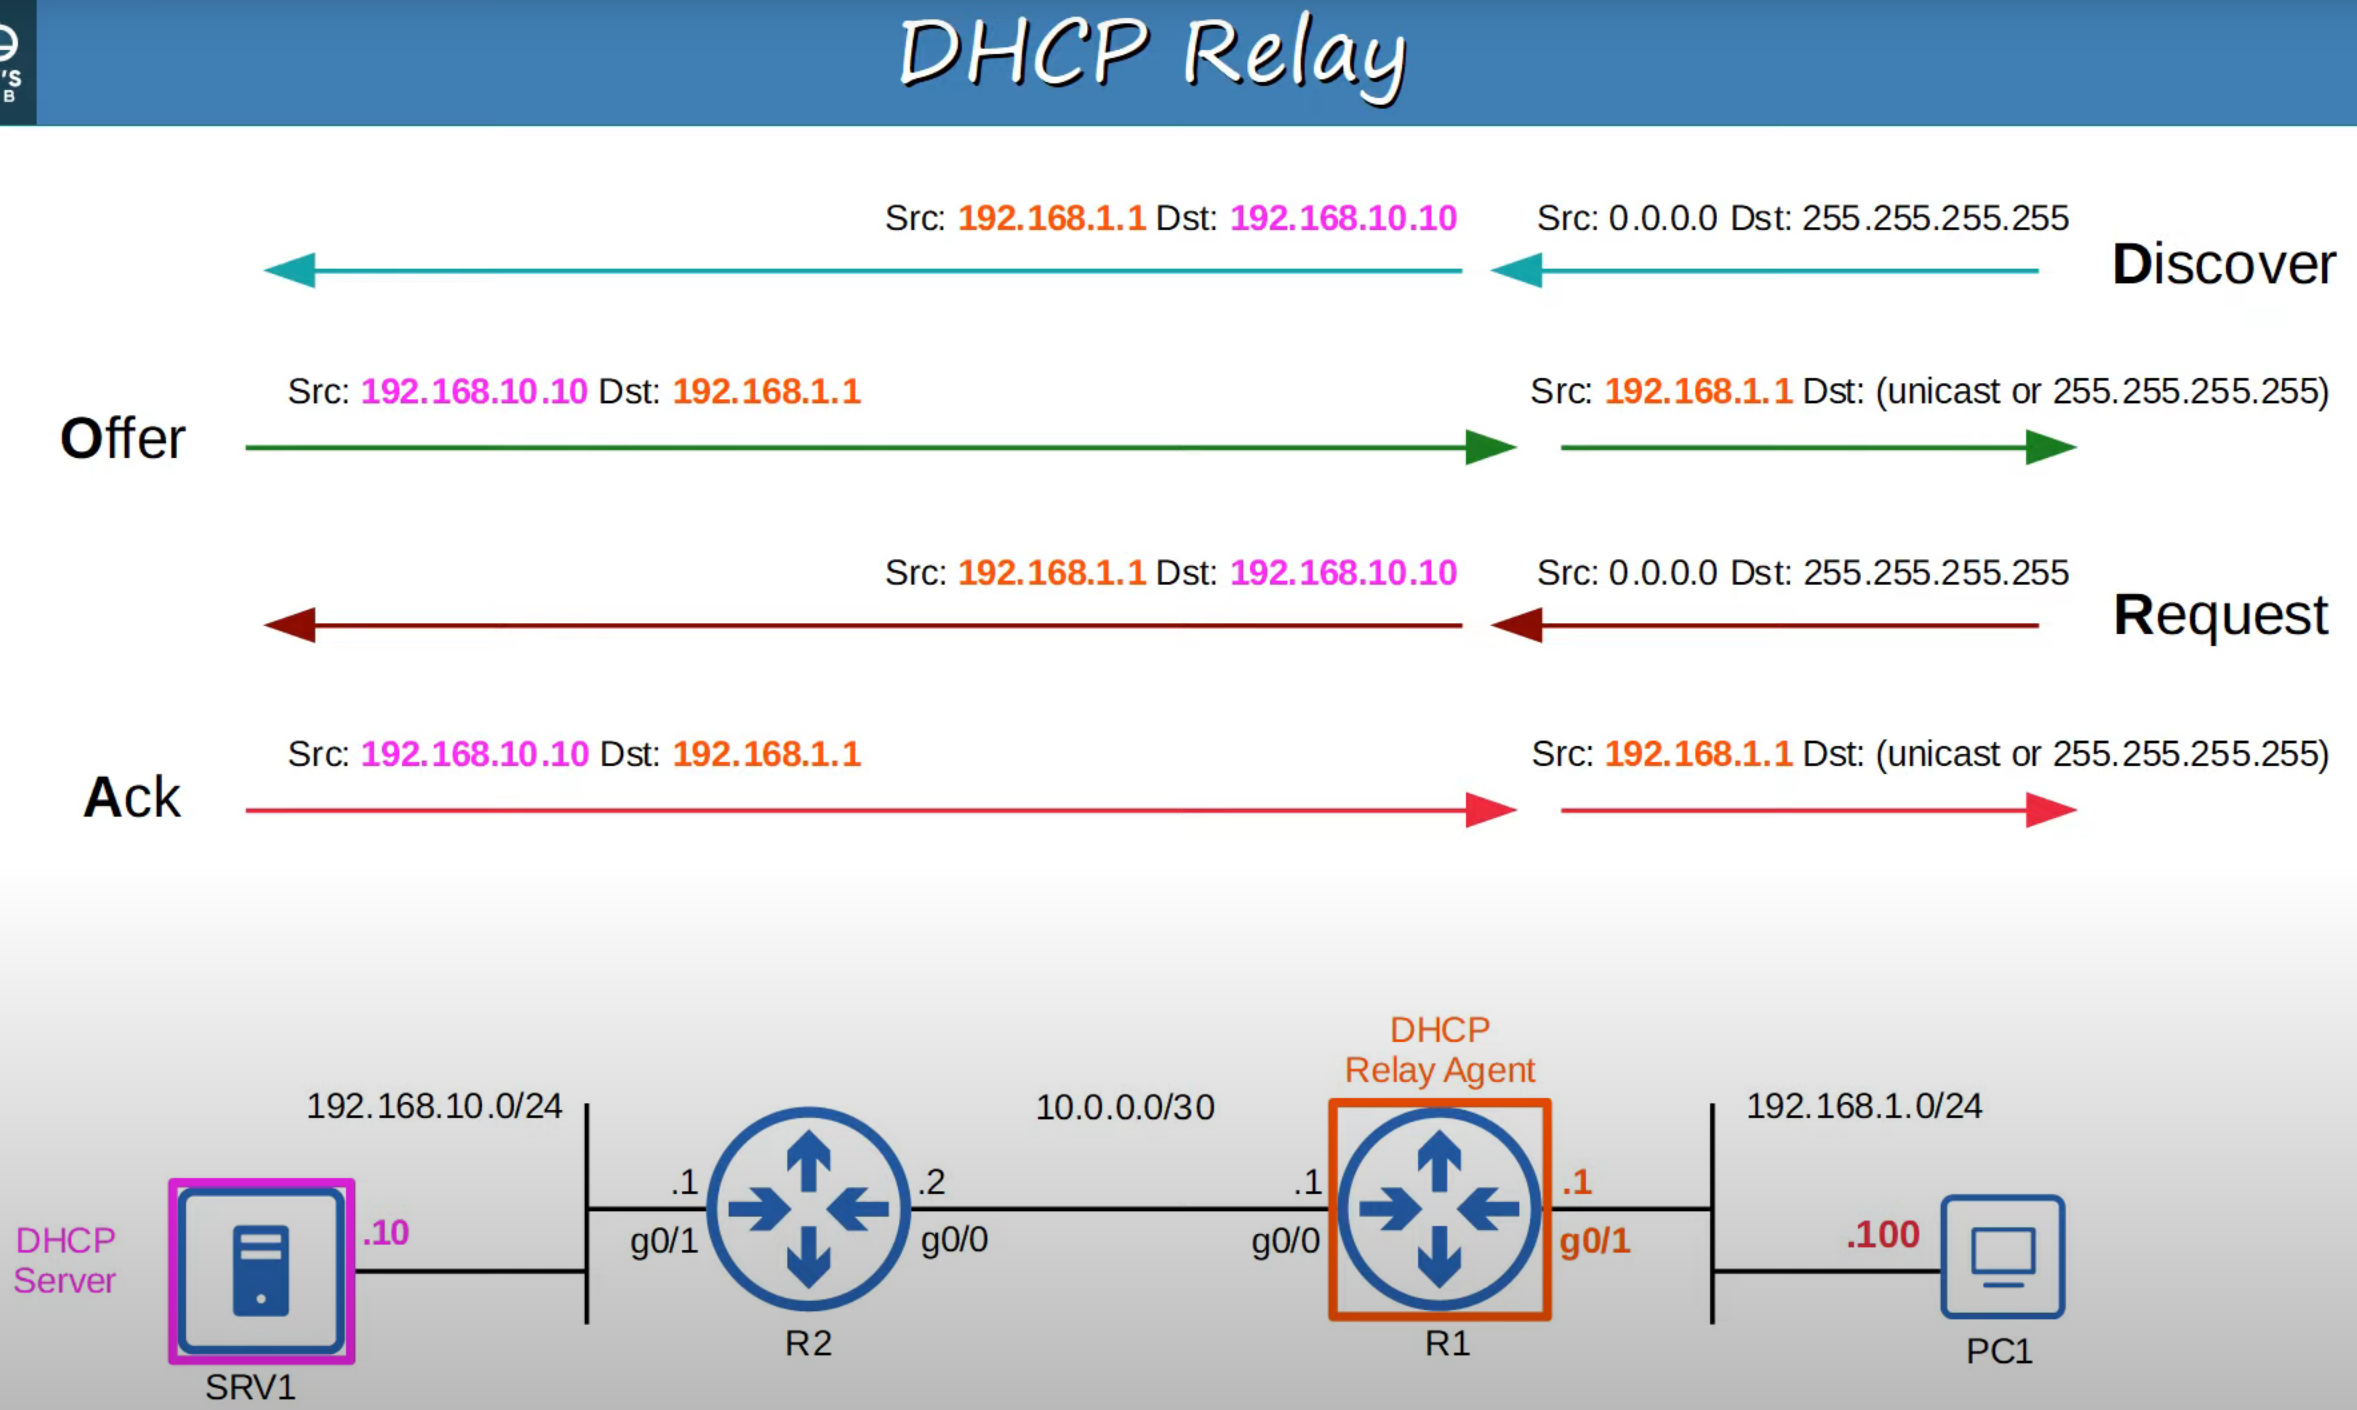 DHCP Relay
'S
B
Src: 192.168.1.1 Dst: 192.168.10.10
Src: 0.0.0.0 Dst: 255.255.255.255
Discover
Src: 192.168.10.10 Dst: 192.168.1.1
Src: 192.168.1.1 Dst: (unicast or 255.255.255.255)
Offer
Src: 192.168.1.1 Dst: 192.168.10.10
Src: 0.0.0.0 Dst: 255.255.255.255
Request
Src: 192.168.10.10 Dst: 192.168.1.1
Src: 192.168.1.1 Dst: (unicast or 255.255.255.255)
Ack
DHCP
Relay Agent
192.168.10.0/24
10.0.0.0/30
192.168.1.0/24
.1
.2
.1
.1
DHCP
Server
.10
g0/1
g0/0
g0/0
g0/1
.100
R2
R1
PC1
SRV1